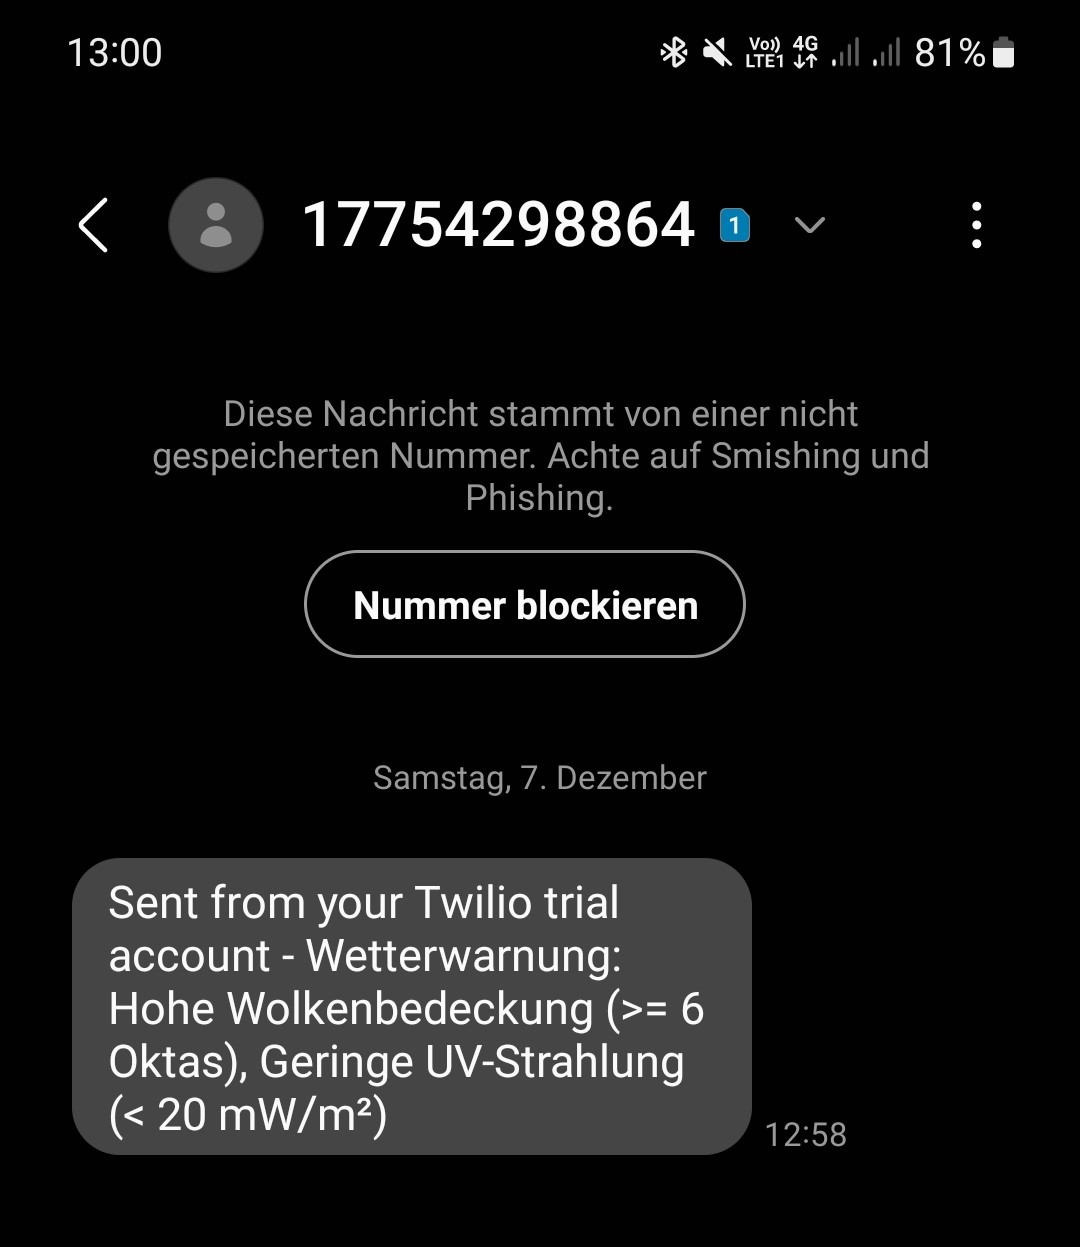 13:00 Vo)) LTE1 4G 81%
17754298864 1
Diese Nachricht stammt von einer nicht
gespeicherten Nummer. Achte auf Smishing und
Phishing.
Nummer blockieren
Samstag, 7. Dezember
Sent from your Twilio trial
account - Wetterwarnung:
Hohe Wolkenbedeckung (>= 6
Oktas), Geringe UV-Strahlung
(< 20 mW/m²)
12:58